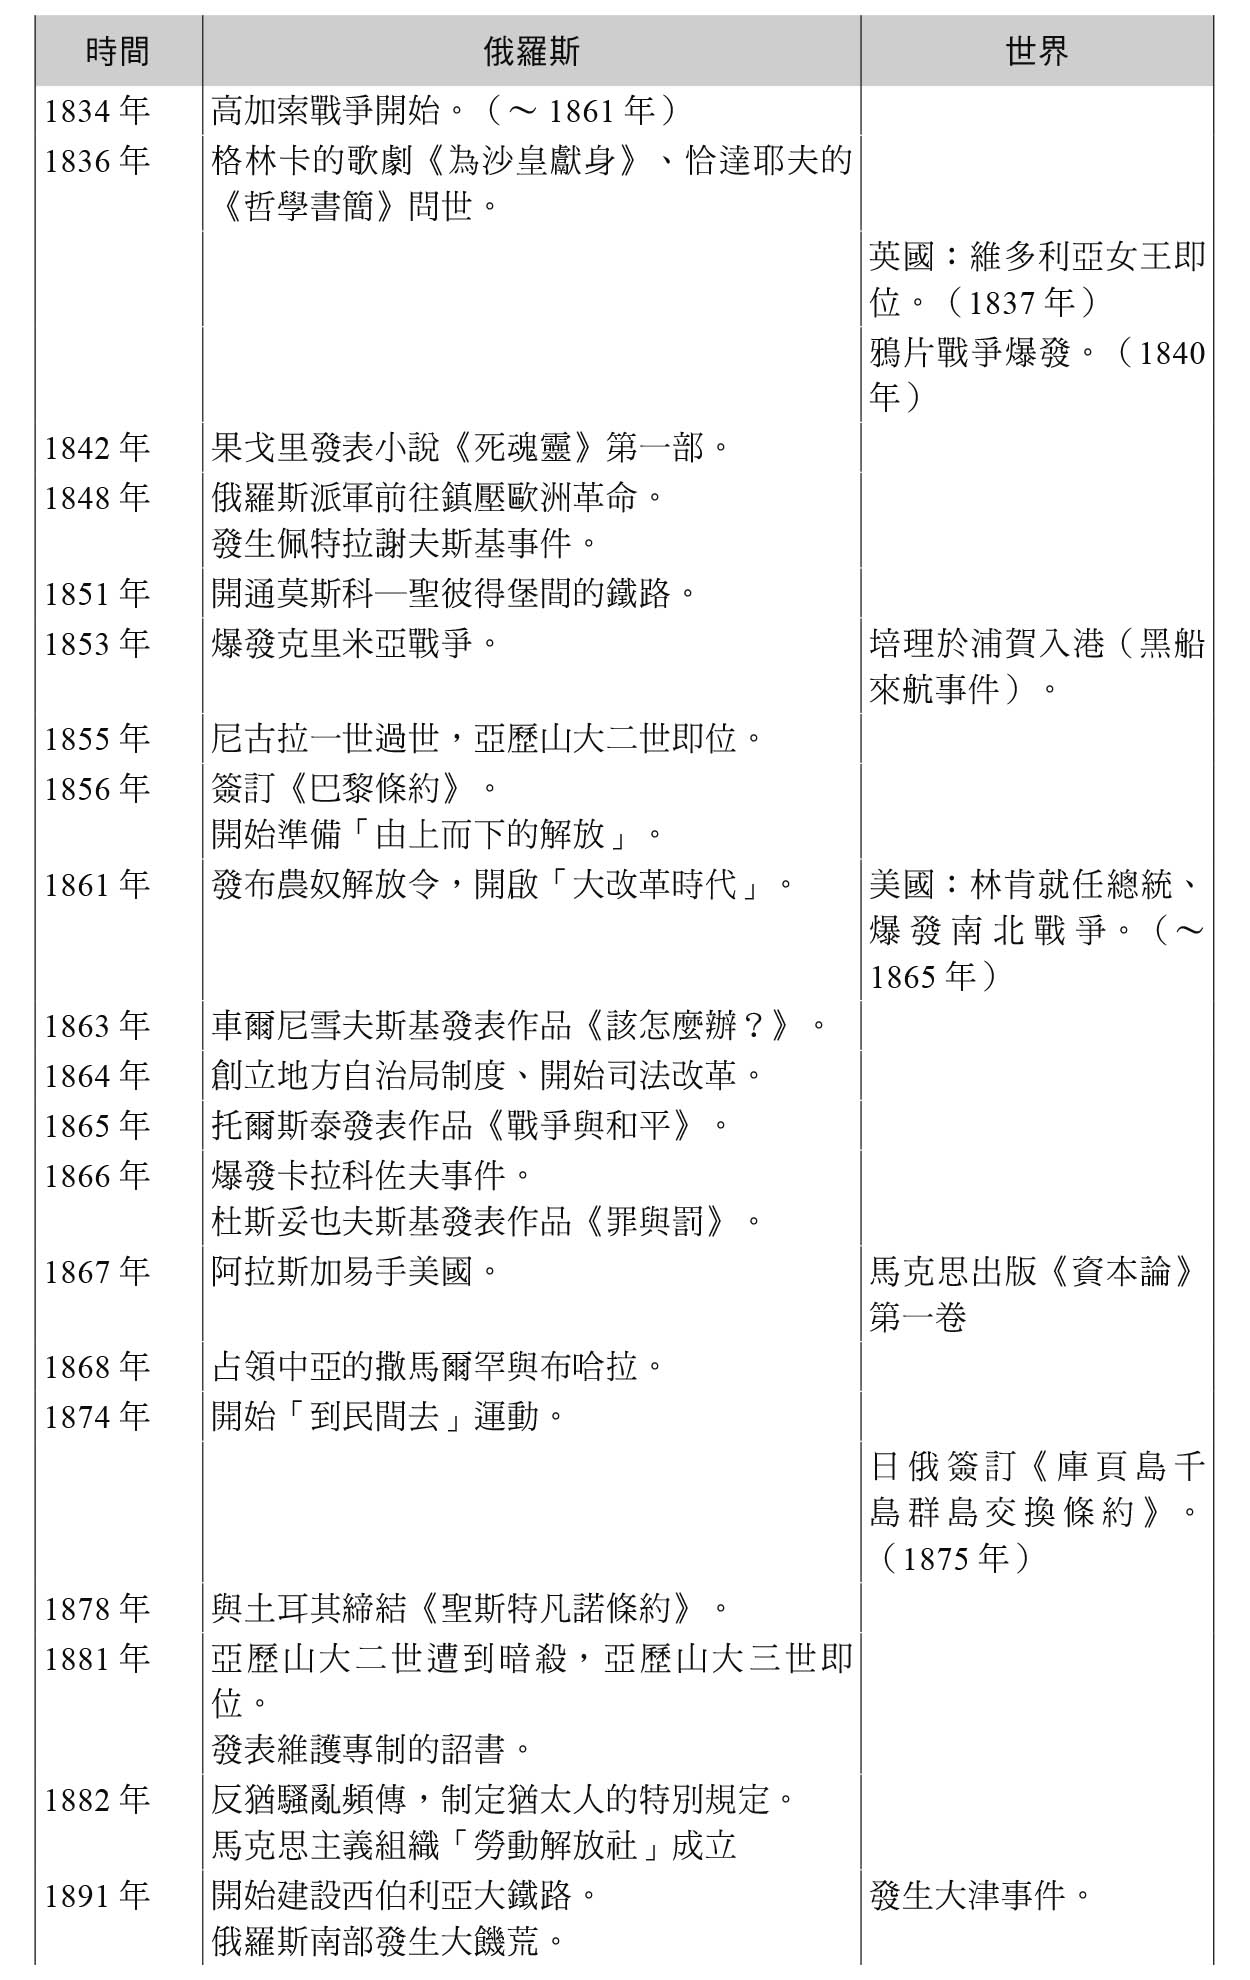 時間 俄羅斯 世界
1834 年 高加索戰爭開始。（～ 1861 年）
1836 年 格林卡的歌劇《為沙皇獻身》、恰達耶夫的
《哲學書簡》問世。
英國：維多利亞女王即
位。（1837 年）
鴉片戰爭爆發。（1840
年）
1842 年 果戈里發表小說《死魂靈》第一部。
1848 年 俄羅斯派軍前往鎮壓歐洲革命。
發生佩特拉謝夫斯基事件。
1851 年 開通莫斯科─聖彼得堡間的鐵路。
1853 年 爆發克里米亞戰爭。 培理於浦賀入港（黑船
來航事件）。
1855 年 尼古拉一世過世，亞歷山大二世即位。
1856 年 簽訂《巴黎條約》。
開始準備「由上而下的解放」。
1861 年 發布農奴解放令，開啟「大改革時代」。 美國：林肯就任總統、
爆發南北戰爭。（～
1865 年）
1863 年 車爾尼雪夫斯基發表作品《該怎麼辦？》。
1864 年 創立地方自治局制度、開始司法改革。
1865 年 托爾斯泰發表作品《戰爭與和平》。
1866 年 爆發卡拉科佐夫事件。
杜斯妥也夫斯基發表作品《罪與罰》。
1867 年 阿拉斯加易手美國。 馬克思出版《資本論》
第一卷
1868 年 占領中亞的撒馬爾罕與布哈拉。
1874 年 開始「到民間去」運動。
日俄簽訂《庫頁島千
島群島交換條約》。
（1875 年）
1878 年 與土耳其締結《聖斯特凡諾條約》。
1881 年 亞歷山大二世遭到暗殺，亞歷山大三世即
位。
發表維護專制的詔書。
1882 年 反猶騷亂頻傳，制定猶太人的特別規定。
馬克思主義組織「勞動解放社」成立
1891 年 開始建設西伯利亞大鐵路。 發生大津事件。
俄羅斯南部發生大饑荒。